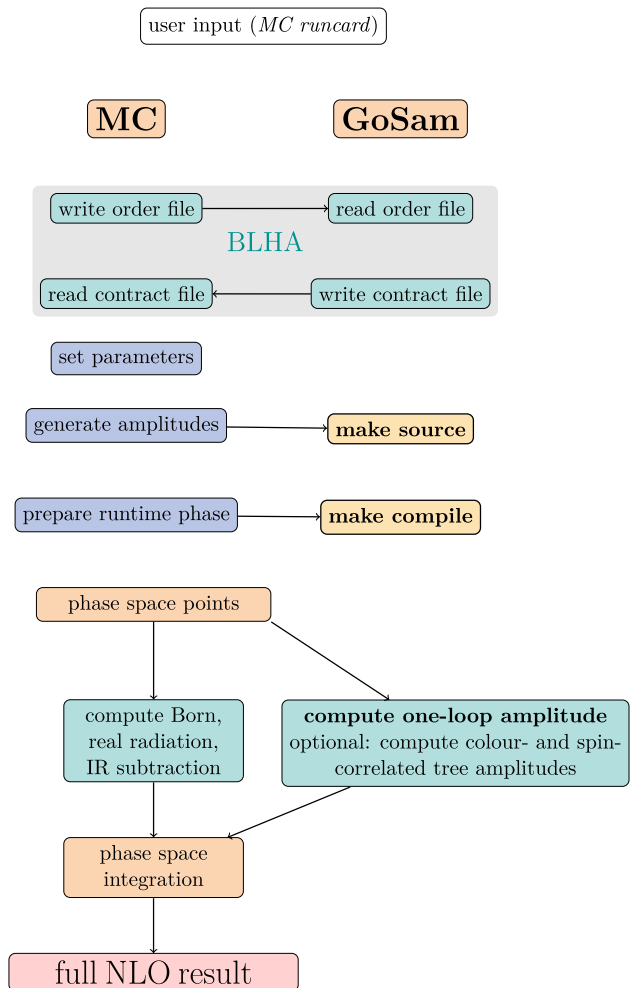 user input (MC runcard)
MC
GoSam
write order file
read order file
BLHA
read contract file
write contract file
set parameters
generate amplitudes
make source
prepare runtime phase
make compile
phase space points
compute Born,
real radiation,
IR subtraction
compute one-loop amplitude
optional: compute colour- and spin-
correlated tree amplitudes
phase space
integration
full NLO result